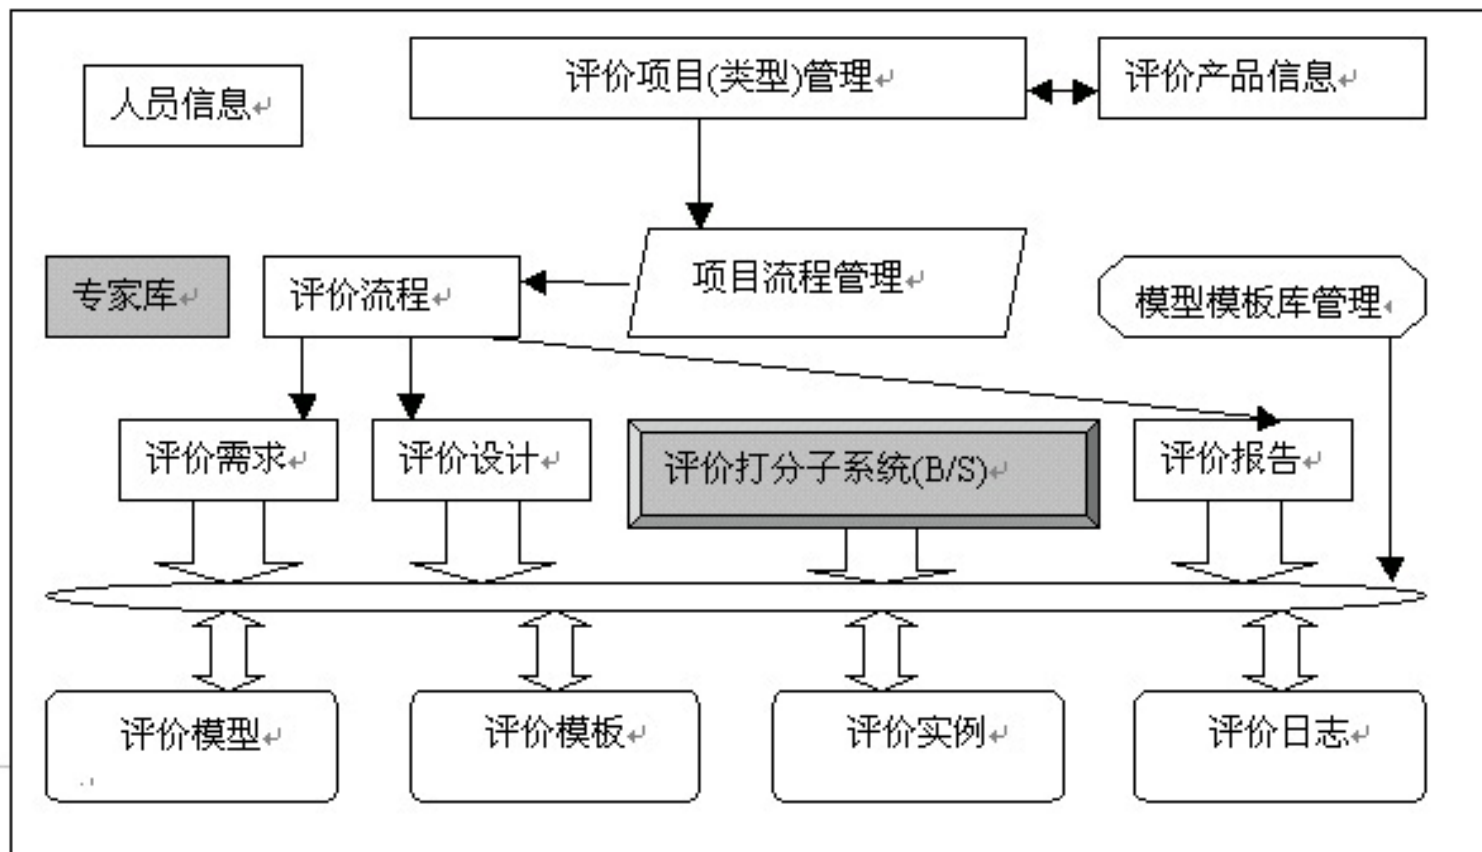 评价项目(类型)管理
评价产品信息
人员信息
项目流程管理
专家库
评价流程
模型模板库管理
评价需求
评价设计
评价打分子系统(B/S)
评价报告
评价模型
评价模板
评价实例
评价日志